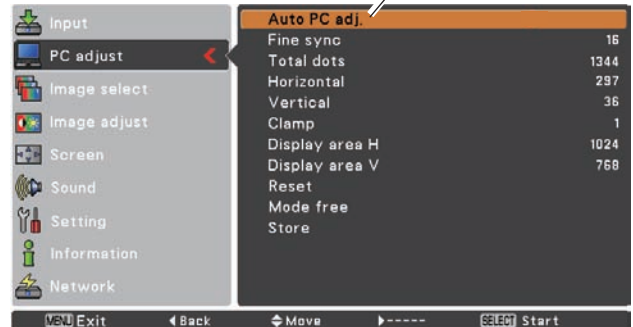 Input
PC adjust
Image select
Image adjust
Screen
Sound
Setting
Information
Network
Auto PC adj.
Fine sync 16
Total dots 1344
Horizontal 297
Vertical 36
Clamp 1
Display area H 1024
Display area V 768
Reset
Mode free
Store
MENU Exit Back Move ----- SELECT Start